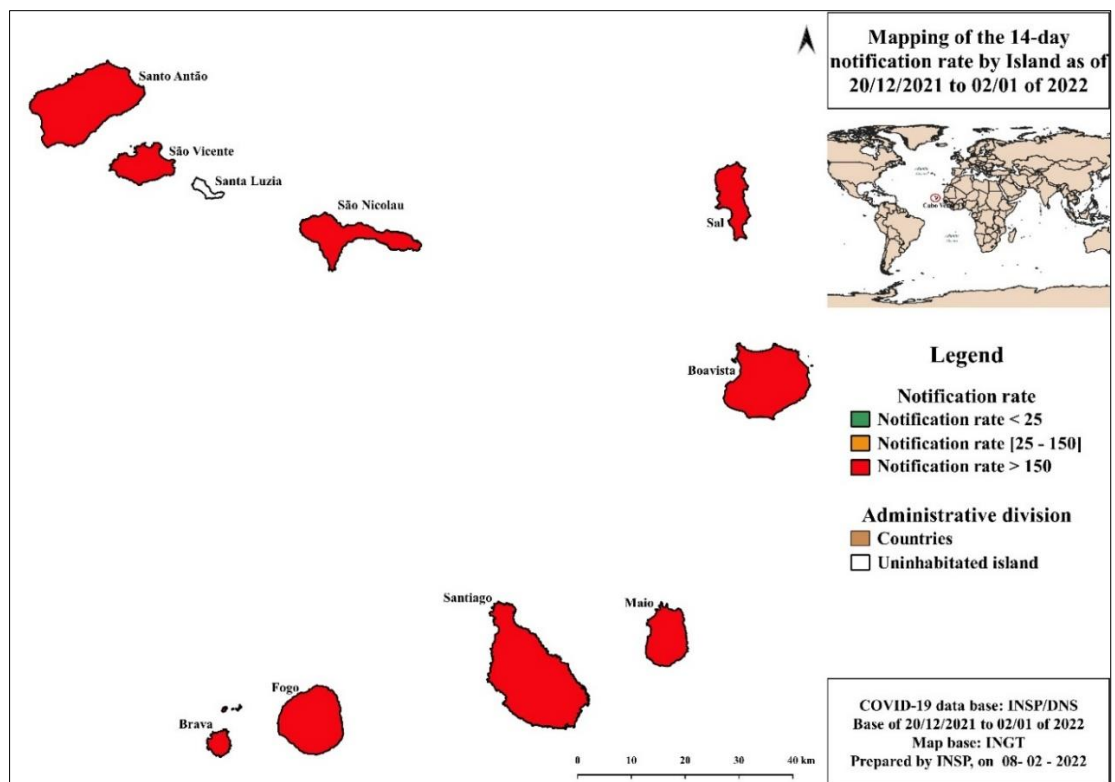 Mapping of the 14-day
notification rate by Island as of
20/12/2021 to 02/01 of 2022
Santo Antão
São Vicente
Santa Luzia
São Nicolau
Sal
Boavista
Santiago
Maio
Fogo
Brava
Legend
Notification rate
Notification rate < 25
Notification rate [25 - 150]
Notification rate > 150
Administrative division
Countries
Uninhabitated island
COVID-19 data base: INSP/DNS
Base of 20/12/2021 to 02/01 of 2022
Map base: INGT
Prepared by INSP, on 08- 02 - 2022
0 10 20 30 40 km